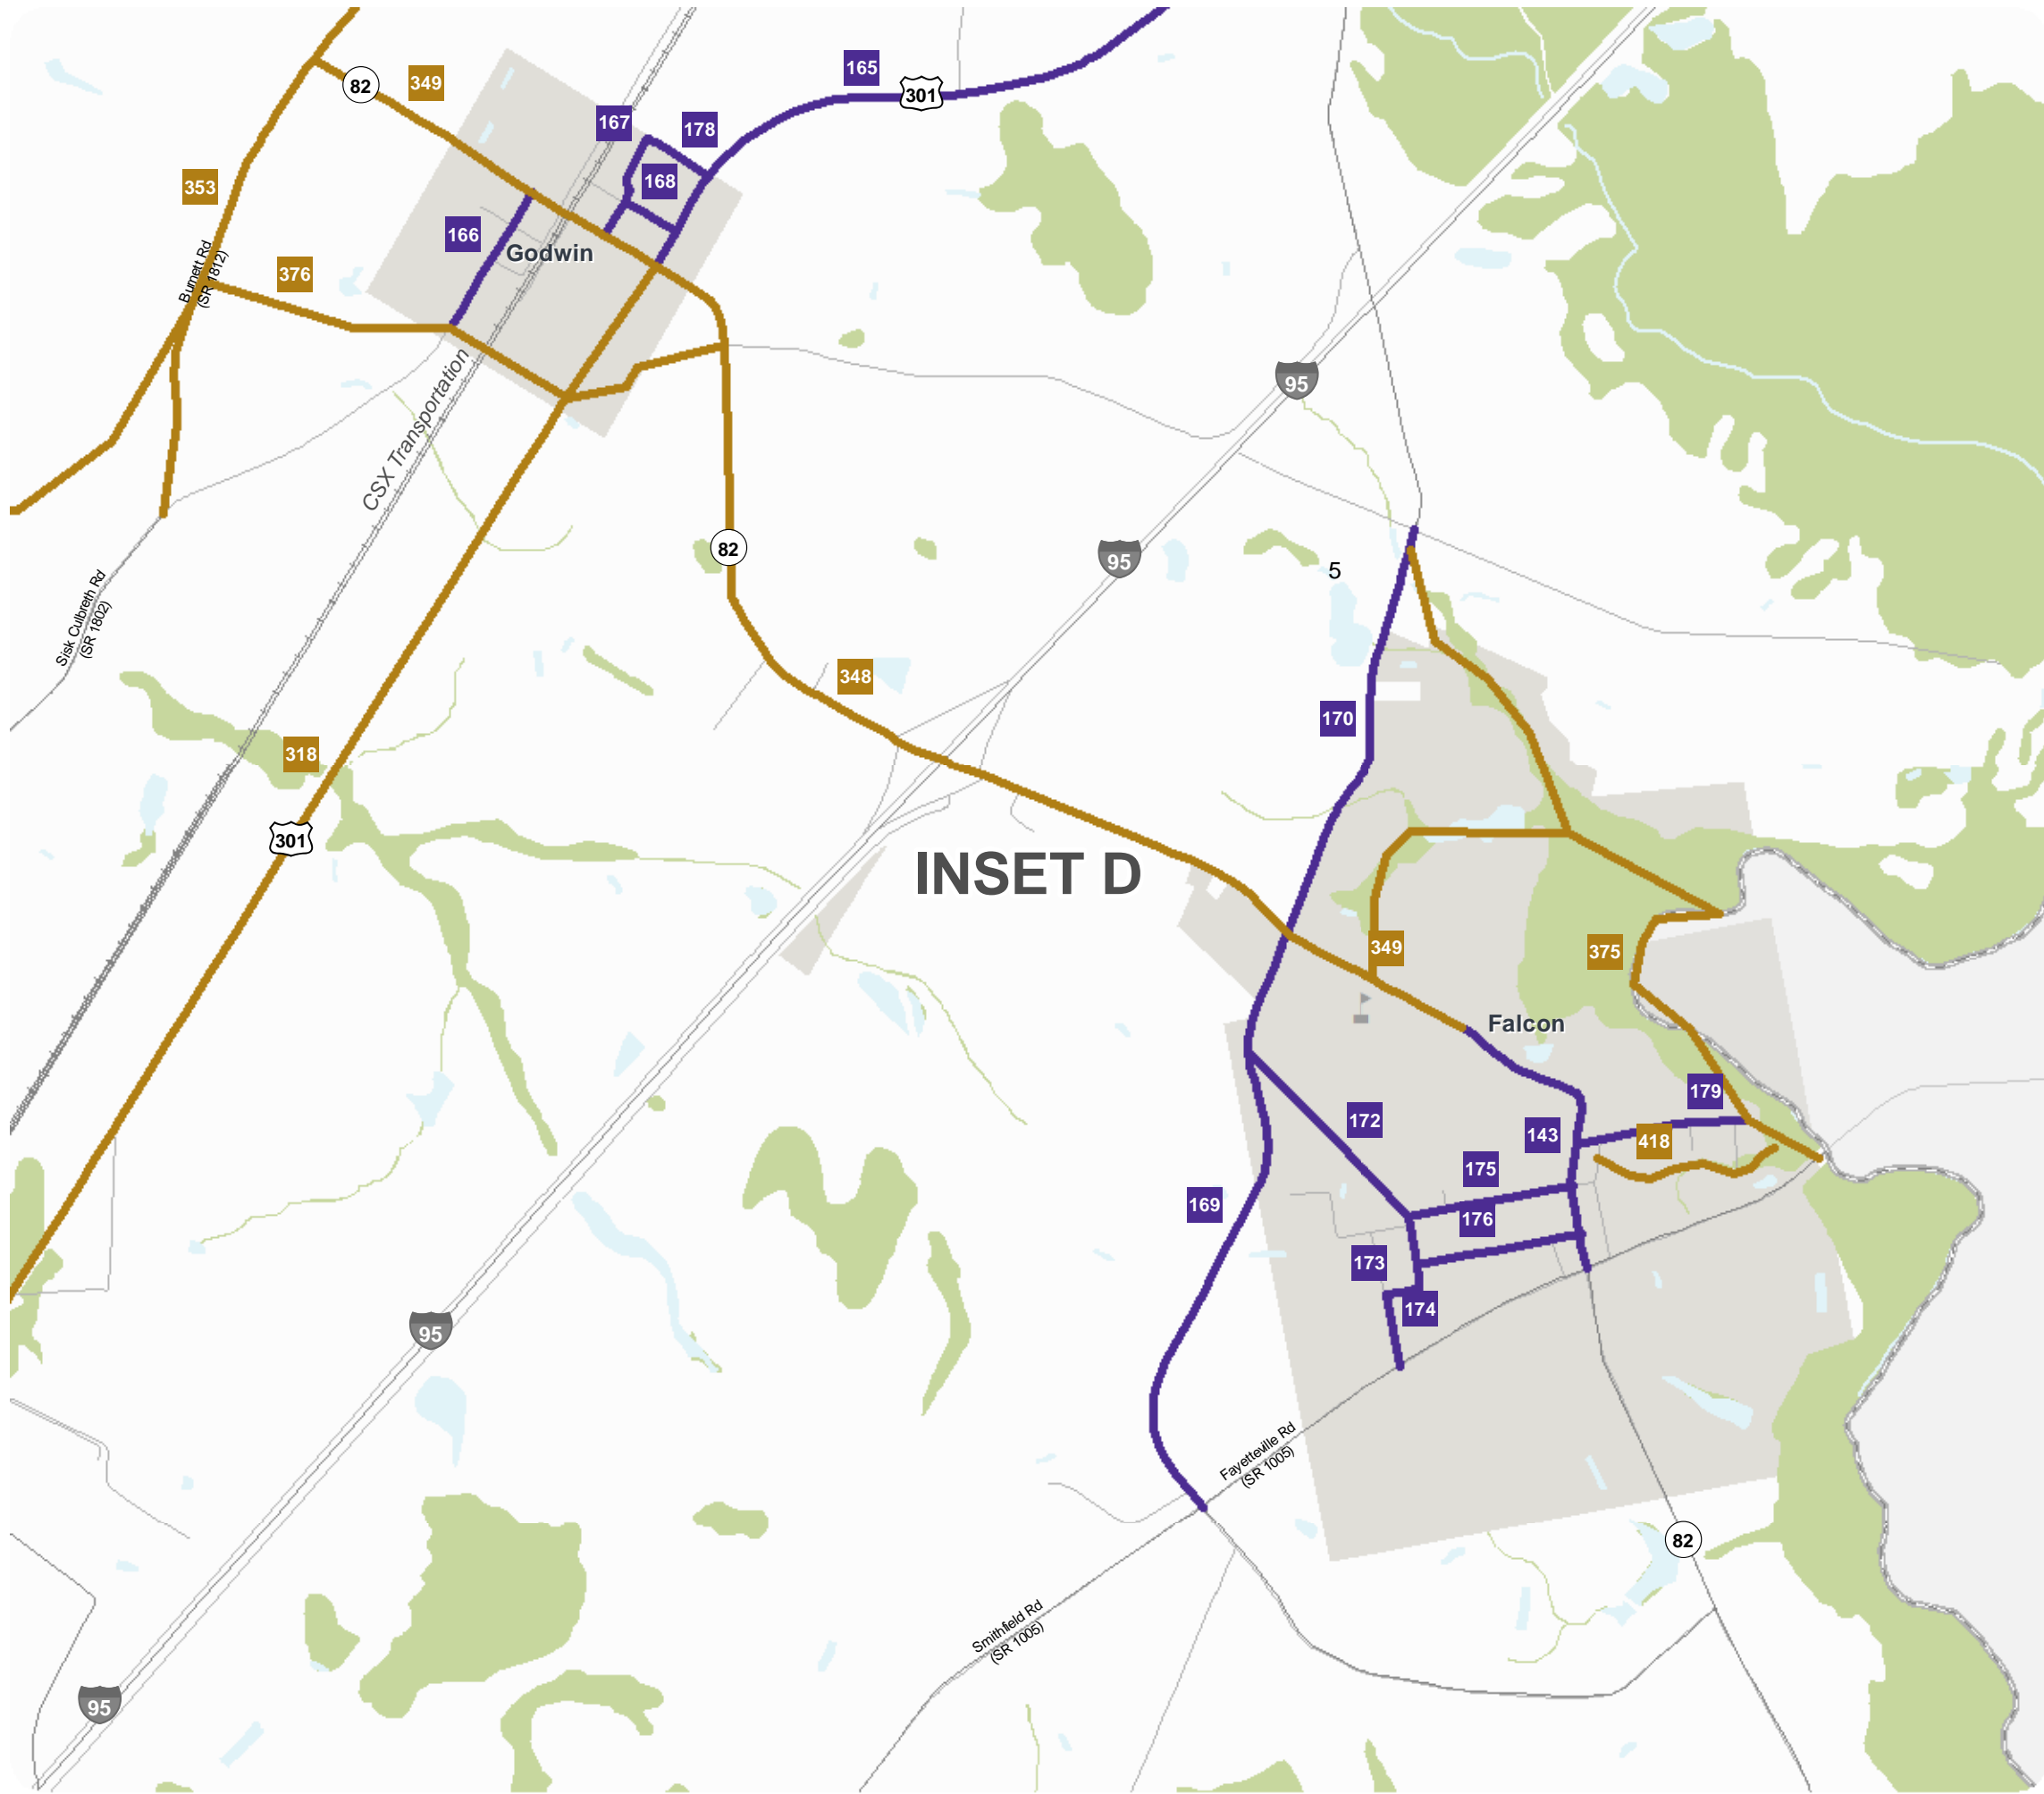 165
82
349
301
167
178
168
353
166
Godwin
Burnett Rd
(SR 1812)
376
CSX Transportation
95
82
95
5
Sisk Culbreth Rd
(SR 1802)
348
170
318
301
INSET D
349
375
Falcon
179
172
143
418
175
169
176
173
174
95
Fayetteville Rd
(SR 1005)
82
Smithfield Rd
(SR 1005)
95